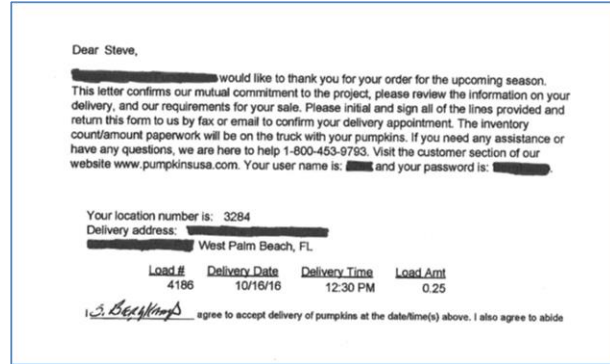 Dear Steve,
would like to thank you for your order for the upcoming season.
This letter confirms our mutual commitment to the project, please review the information on your
delivery, and our requirements for your sale. Please initial and sign all of the lines provided and
return this form to us by fax or email to confirm your delivery appointment. The inventory
count/amount paperwork will be on the truck with your pumpkins. If you need any assistance or
have any questions, we are here to help 1-800-453-9793. Visit the customer section of our
website www.pumpkinsusa.com. Your user name is: and your password is: .
Your location number is: 3284
Delivery address:
West Palm Beach, FL
Load # Delivery Date Delivery Time Load Amt
4186 10/16/16 12:30 PM 0.25
I S. agree to accept delivery of pumpkins at the date/time(s) above. I also agree to abide